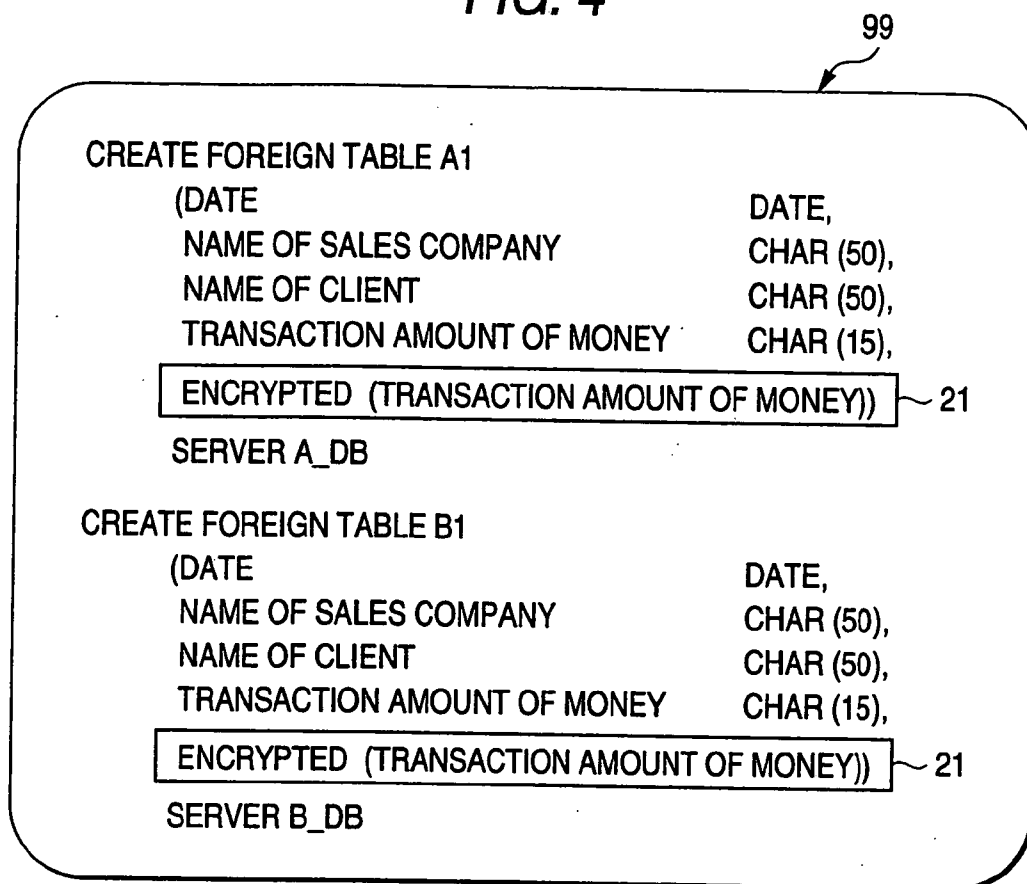 FIG. 4
99
CREATE FOREIGN TABLE A1
(DATE DATE,
NAME OF SALES COMPANY CHAR (50),
NAME OF CLIENT CHAR (50),
TRANSACTION AMOUNT OF MONEY CHAR (15),
ENCRYPTED (TRANSACTION AMOUNT OF MONEY)) 21
SERVER A_DB
CREATE FOREIGN TABLE B1
(DATE DATE,
NAME OF SALES COMPANY CHAR (50),
NAME OF CLIENT CHAR (50),
TRANSACTION AMOUNT OF MONEY CHAR (15),
ENCRYPTED (TRANSACTION AMOUNT OF MONEY)) 21
SERVER B_DB